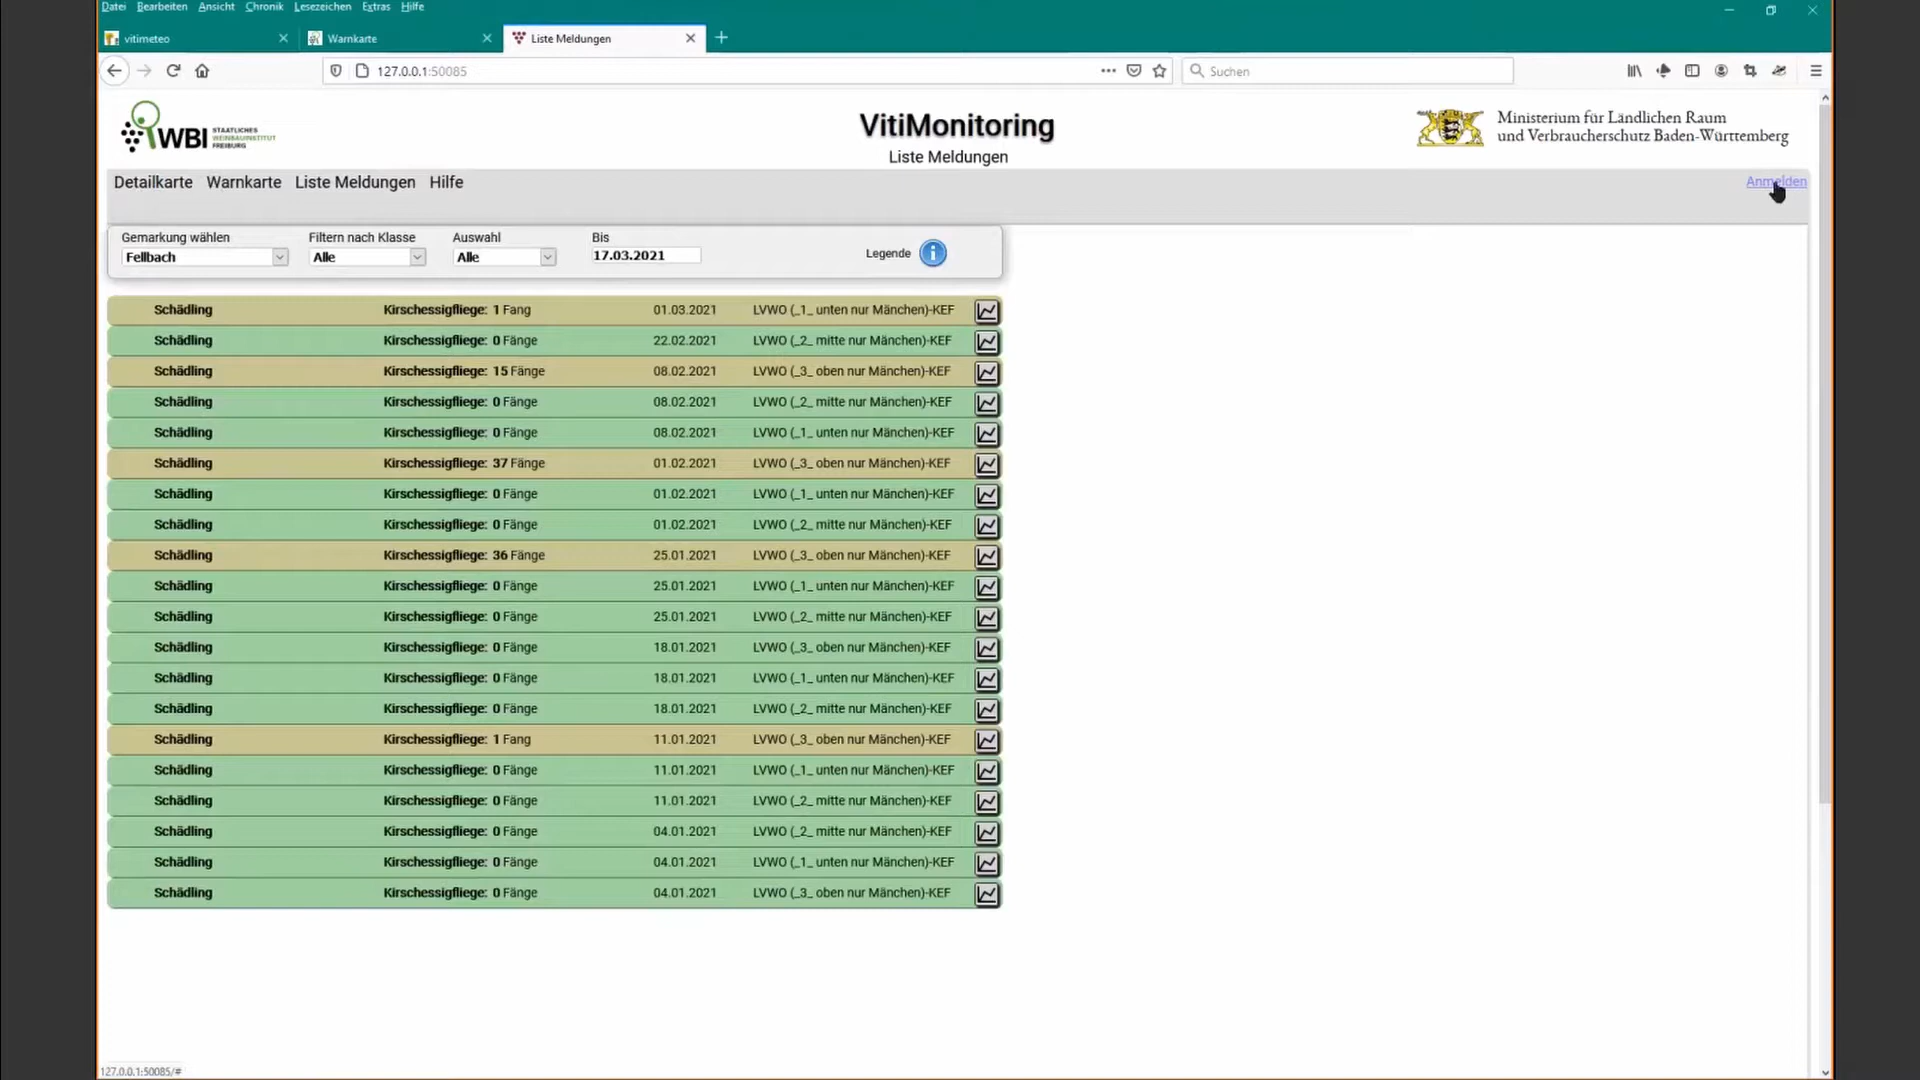 Datei Bearbeiten Ansicht Chronik Lesezeichen Extras Hilfe
vitimeteo Warnkarte Liste Meldungen
127.0.0.1:50085 Suchen
WBI STAATLICHES WEINBAUINSTITUT FREIBURG
VitiMonitoring
Liste Meldungen
Ministerium für Ländlichen Raum
und Verbraucherschutz Baden-Württemberg
Detailkarte Warnkarte Liste Meldungen Hilfe Anmelden
Gemarkung wählen Filtern nach Klasse Auswahl Bis
Fellbach Alle Alle 17.03.2021 Legende
Schädling Kirschessigfliege: 1 Fang 01.03.2021 LVWO (_1_ unten nur Mänchen)-KEF
Schädling Kirschessigfliege: 0 Fänge 22.02.2021 LVWO (_2_ mitte nur Mänchen)-KEF
Schädling Kirschessigfliege: 15 Fänge 08.02.2021 LVWO (_3_ oben nur Mänchen)-KEF
Schädling Kirschessigfliege: 0 Fänge 08.02.2021 LVWO (_2_ mitte nur Mänchen)-KEF
Schädling Kirschessigfliege: 0 Fänge 08.02.2021 LVWO (_1_ unten nur Mänchen)-KEF
Schädling Kirschessigfliege: 37 Fänge 01.02.2021 LVWO (_3_ oben nur Mänchen)-KEF
Schädling Kirschessigfliege: 0 Fänge 01.02.2021 LVWO (_1_ unten nur Mänchen)-KEF
Schädling Kirschessigfliege: 0 Fänge 01.02.2021 LVWO (_2_ mitte nur Mänchen)-KEF
Schädling Kirschessigfliege: 36 Fänge 25.01.2021 LVWO (_3_ oben nur Mänchen)-KEF
Schädling Kirschessigfliege: 0 Fänge 25.01.2021 LVWO (_1_ unten nur Mänchen)-KEF
Schädling Kirschessigfliege: 0 Fänge 25.01.2021 LVWO (_2_ mitte nur Mänchen)-KEF
Schädling Kirschessigfliege: 0 Fänge 18.01.2021 LVWO (_3_ oben nur Mänchen)-KEF
Schädling Kirschessigfliege: 0 Fänge 18.01.2021 LVWO (_1_ unten nur Mänchen)-KEF
Schädling Kirschessigfliege: 0 Fänge 18.01.2021 LVWO (_2_ mitte nur Mänchen)-KEF
Schädling Kirschessigfliege: 1 Fang 11.01.2021 LVWO (_3_ oben nur Mänchen)-KEF
Schädling Kirschessigfliege: 0 Fänge 11.01.2021 LVWO (_1_ unten nur Mänchen)-KEF
Schädling Kirschessigfliege: 0 Fänge 11.01.2021 LVWO (_2_ mitte nur Mänchen)-KEF
Schädling Kirschessigfliege: 0 Fänge 04.01.2021 LVWO (_2_ mitte nur Mänchen)-KEF
Schädling Kirschessigfliege: 0 Fänge 04.01.2021 LVWO (_1_ unten nur Mänchen)-KEF
Schädling Kirschessigfliege: 0 Fänge 04.01.2021 LVWO (_3_ oben nur Mänchen)-KEF
127.0.0.1:50085/#